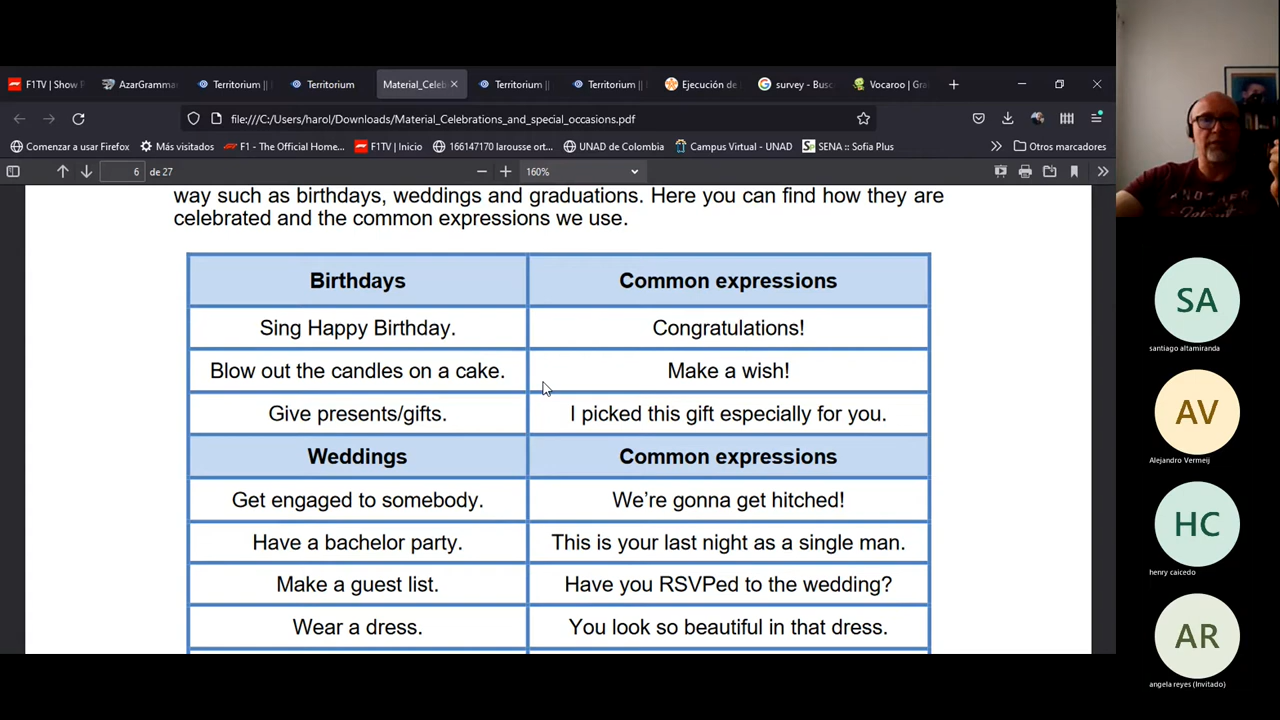 F1TV | Show P
AzarGramma
Territorium ||
Territorium
Material_Celeb
Territorium ||
Territorium ||
Ejecución de
survey - Busc
Vocaroo | Gra
file:///C:/Users/harol/Downloads/Material_Celebrations_and_special_occasions.pdf
Comenzar a usar Firefox
Más visitados
F1 - The Official Home...
F1TV | Inicio
166147170 larousse ort...
UNAD de Colombia
Campus Virtual - UNAD
SENA :: Sofia Plus
Otros marcadores
6 de 27
160%
way such as birthdays, weddings and graduations. Here you can find how they are
celebrated and the common expressions we use.
Birthdays Common expressions
Sing Happy Birthday. Congratulations!
Blow out the candles on a cake. Make a wish!
Give presents/gifts. I picked this gift especially for you.
Weddings Common expressions
Get engaged to somebody. We're gonna get hitched!
Have a bachelor party. This is your last night as a single man.
Make a guest list. Have you RSVPed to the wedding?
Wear a dress. You look so beautiful in that dress.
SA
santiago altamiranda
AV
Alejandro Vermeij
HC
henry caicedo
AR
angela reyes (Invitado)